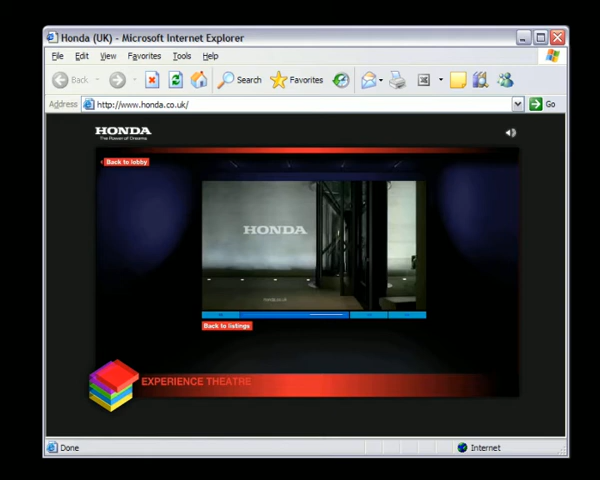 Honda (UK) - Microsoft Internet Explorer
File Edit View Favorites Tools Help
Back Search Favorites
Address http://www.honda.co.uk/ Go
HONDA
The Power of Dreams
Back to lobby
HONDA
Back to listings
EXPERIENCE THEATRE
Done Internet